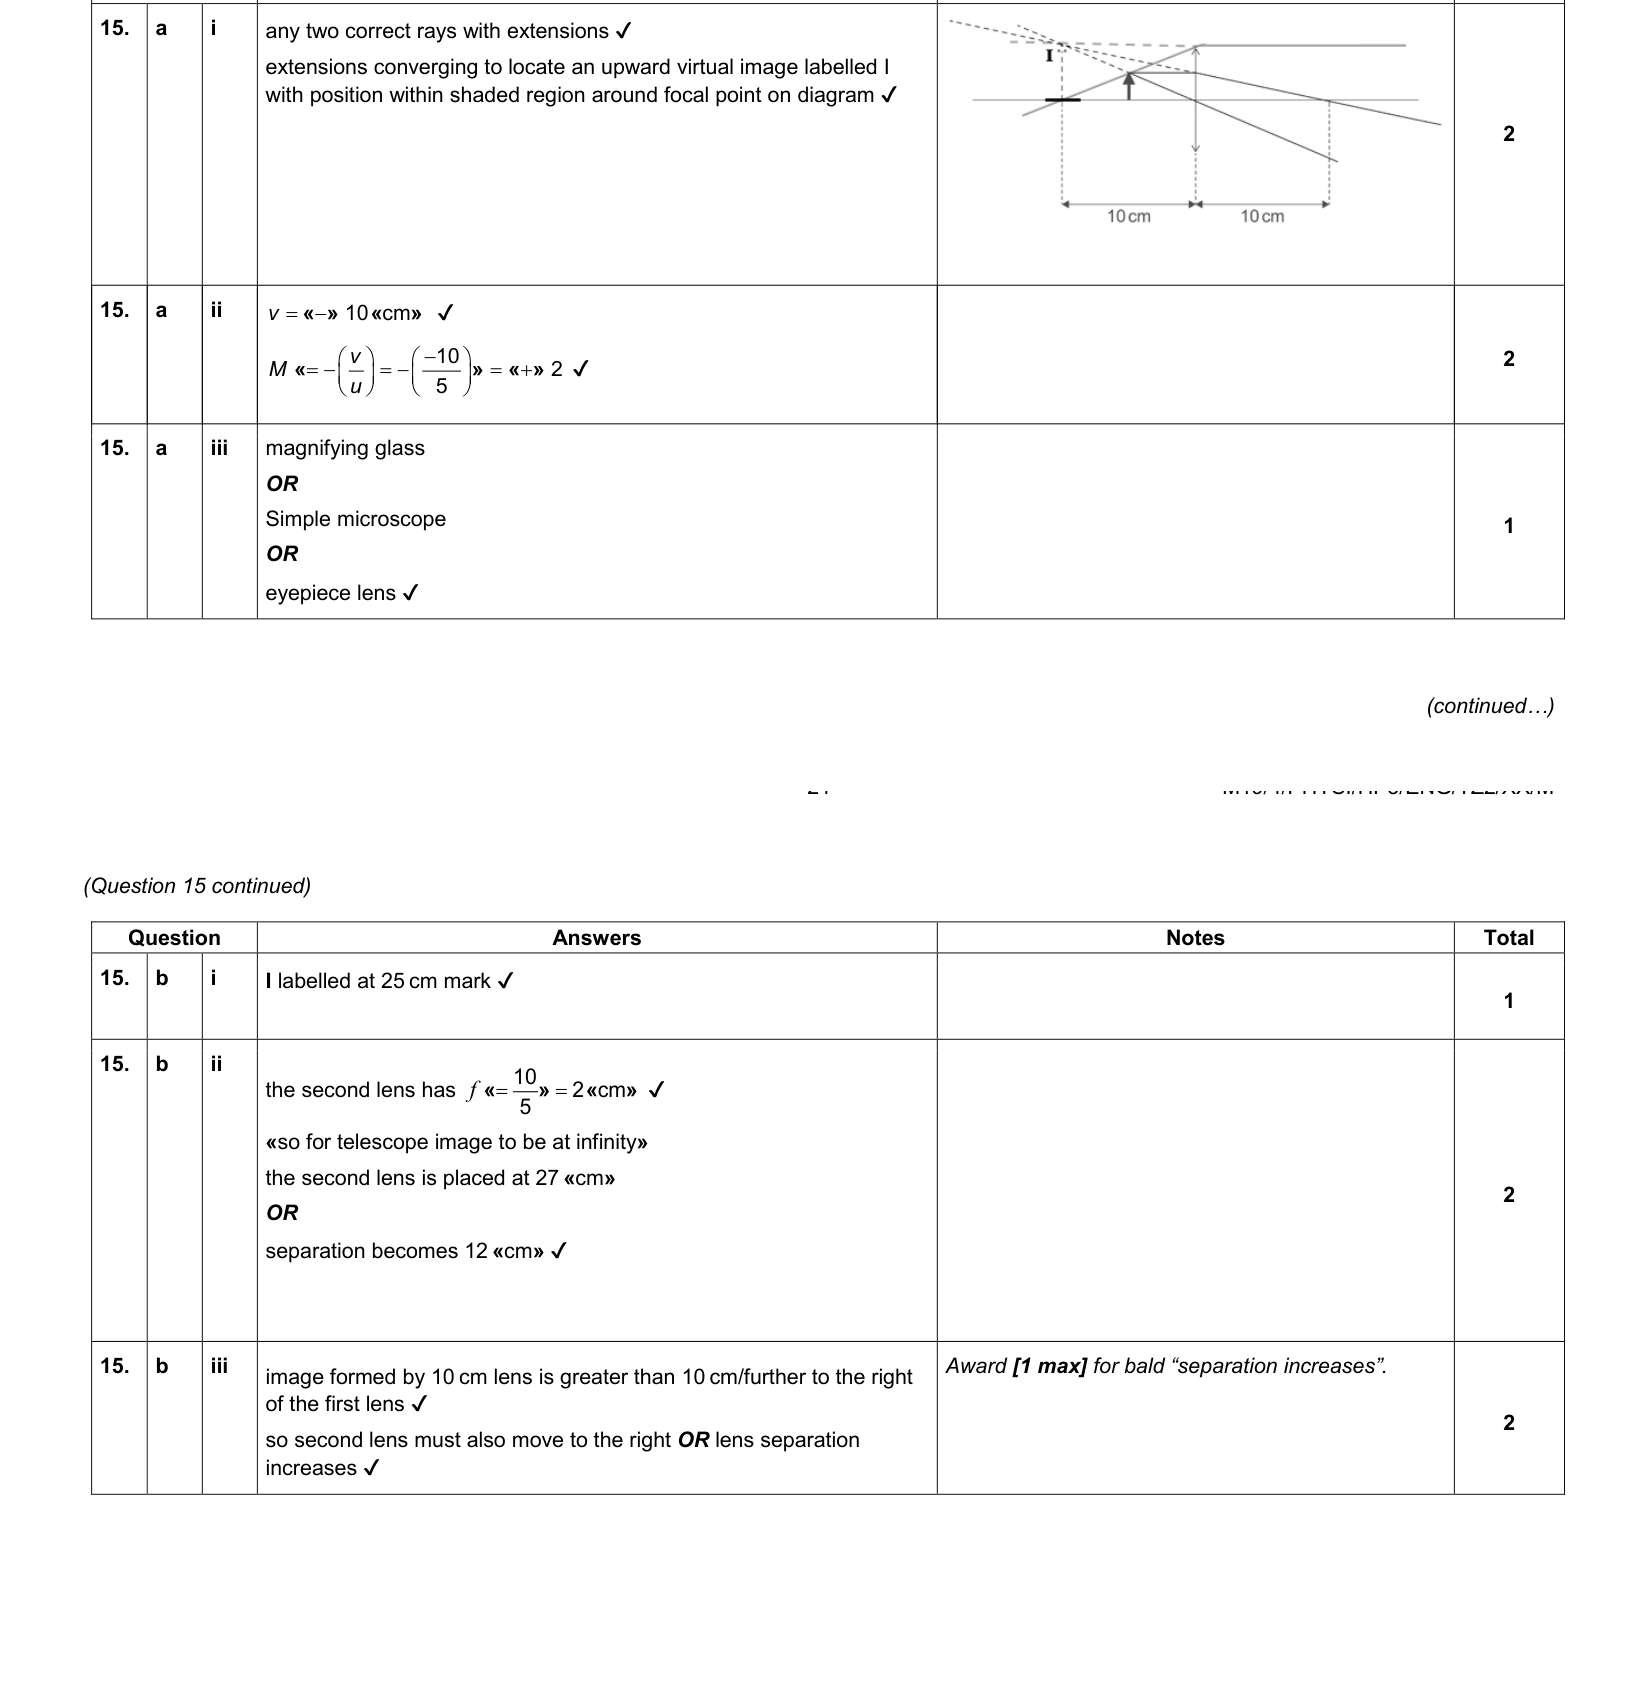 15. a i any two correct rays with extensions ✓
extensions converging to locate an upward virtual image labelled I
with position within shaded region around focal point on diagram ✓
I
10 cm 10 cm
2
15. a ii v = «−» 10 «cm» ✓
M «= −(v/u) = −(−10/5)» = «+» 2 ✓
2
15. a iii magnifying glass
OR
Simple microscope
OR
eyepiece lens ✓
1
(continued…)
(Question 15 continued)
Question Answers Notes Total
15. b i I labelled at 25 cm mark ✓
1
15. b ii the second lens has f «= 10/5» = 2 «cm» ✓
«so for telescope image to be at infinity»
the second lens is placed at 27 «cm»
OR
separation becomes 12 «cm» ✓
2
15. b iii image formed by 10 cm lens is greater than 10 cm/further to the right
of the first lens ✓
so second lens must also move to the right OR lens separation
increases ✓
Award [1 max] for bald “separation increases”.
2